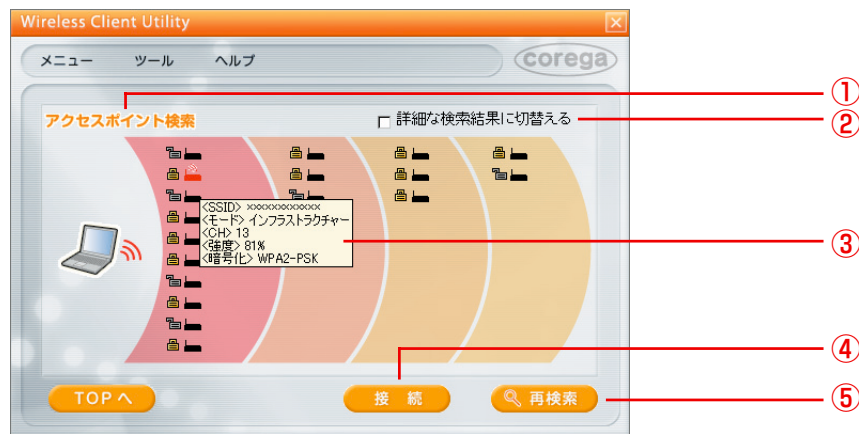 Wireless Client Utility
メニュー ツール ヘルプ
corega
アクセスポイント検索
詳細な検索結果に切替える
①
②
<SSID> xxxxxxxxxxxx
<モード> インフラストラクチャー
<CH> 13
<強度> 81%
<暗号化> WPA2-PSK
③
④
TOPへ
接 続
再検索
⑤